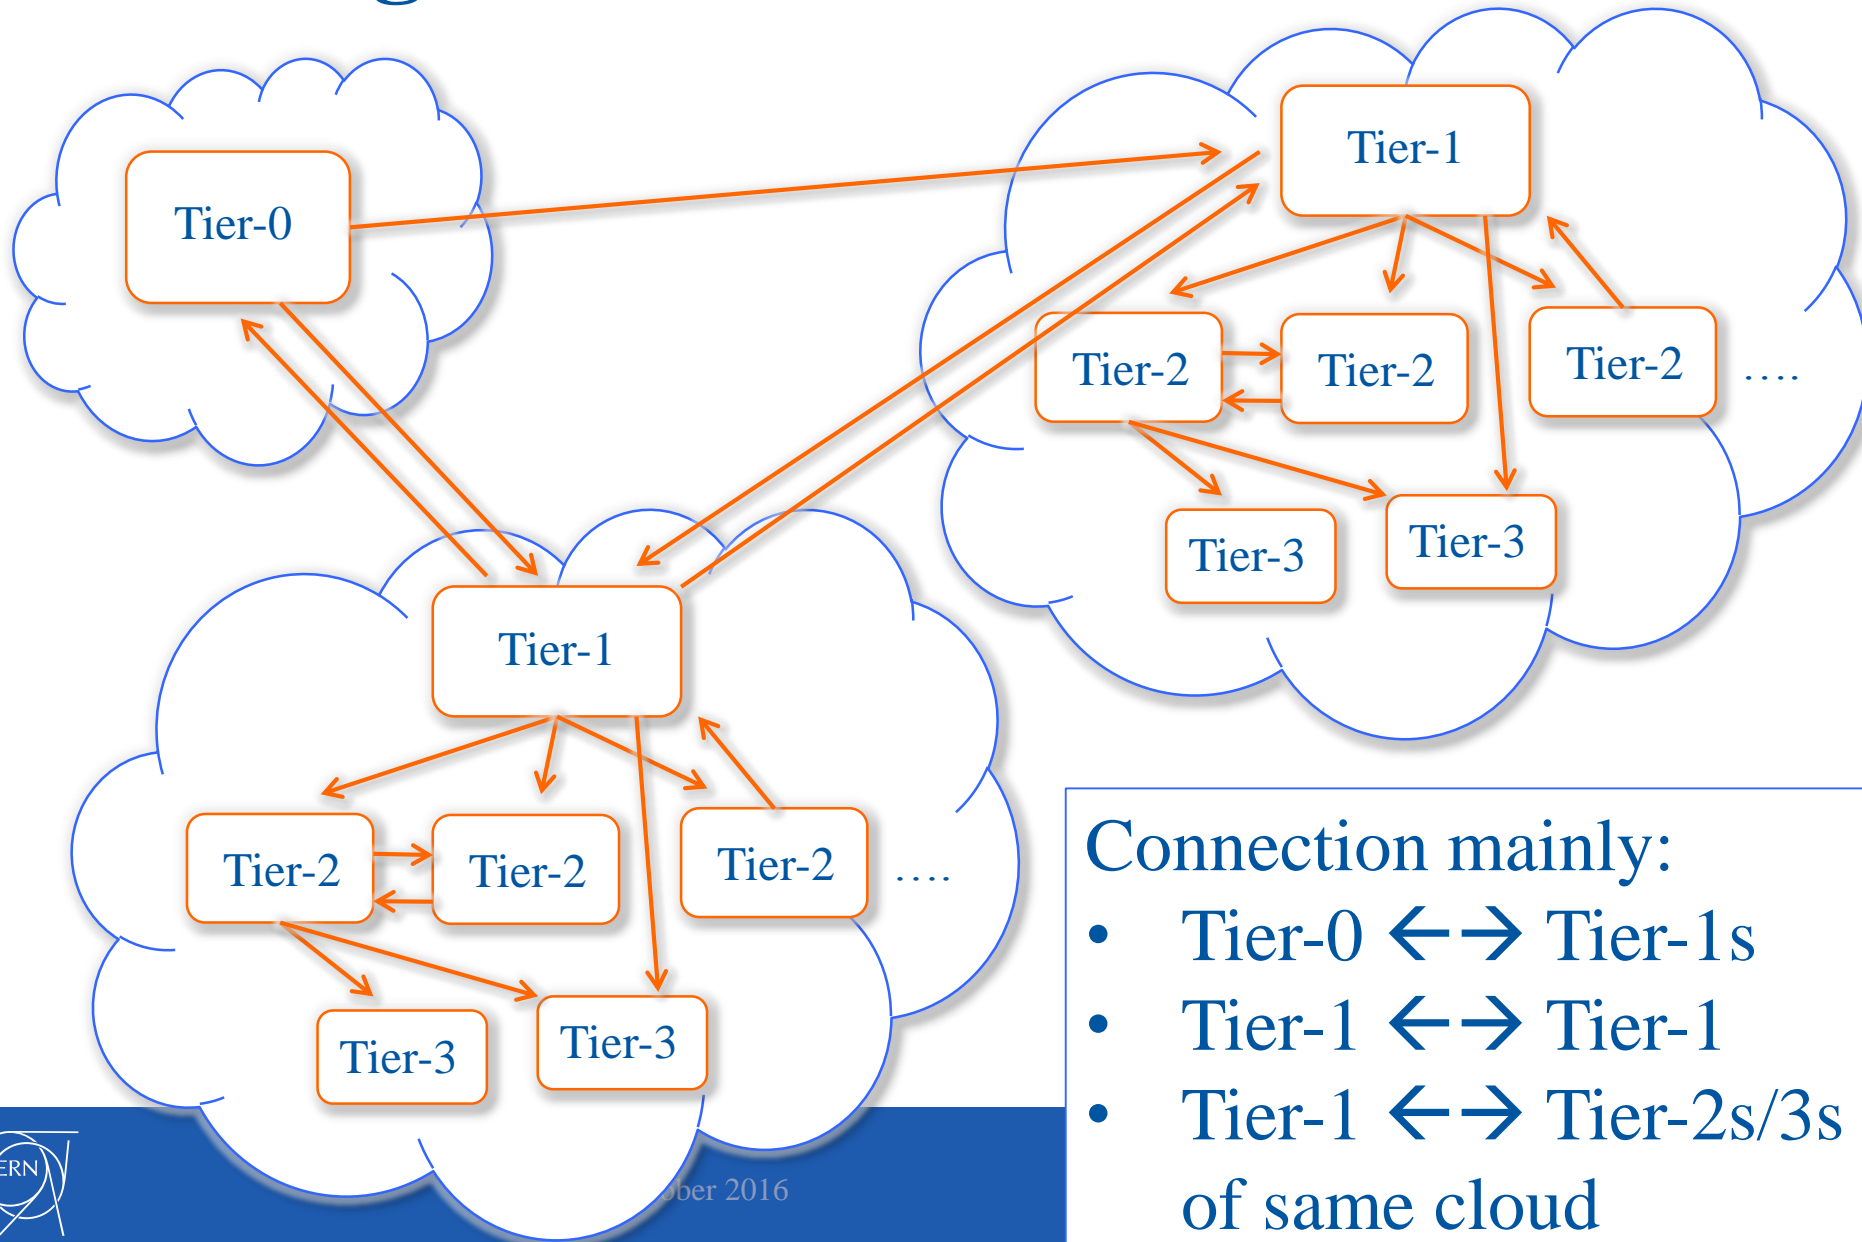 Tier-0
Tier-1
Tier-2
Tier-2
Tier-2
....
Tier-3
Tier-3
Tier-1
Tier-2
Tier-2
Tier-2
....
Tier-3
Tier-3
Connection mainly:
• Tier-0 ←→ Tier-1s
• Tier-1 ←→ Tier-1
• Tier-1 ←→ Tier-2s/3s
of same cloud
2016